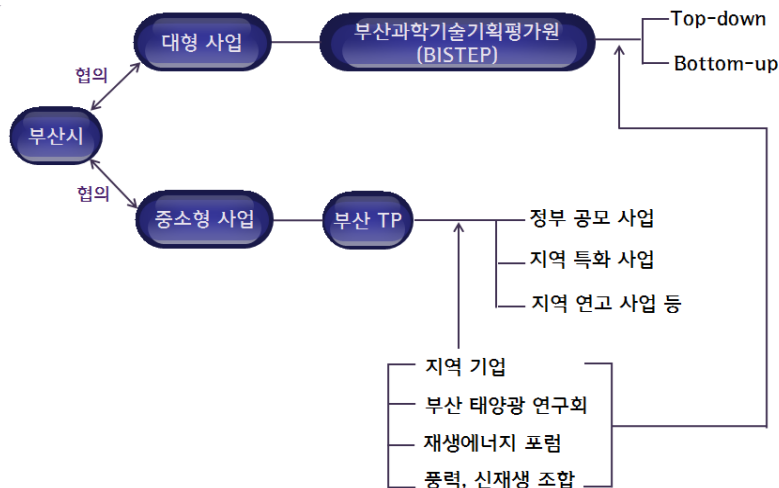 대형 사업
부산과학기술기획평가원
(BISTEP)
Top-down
Bottom-up
협의
부산시
협의
중소형 사업
부산 TP
정부 공모 사업
지역 특화 사업
지역 연고 사업 등
지역 기업
부산 태양광 연구회
재생에너지 포럼
풍력, 신재생 조합